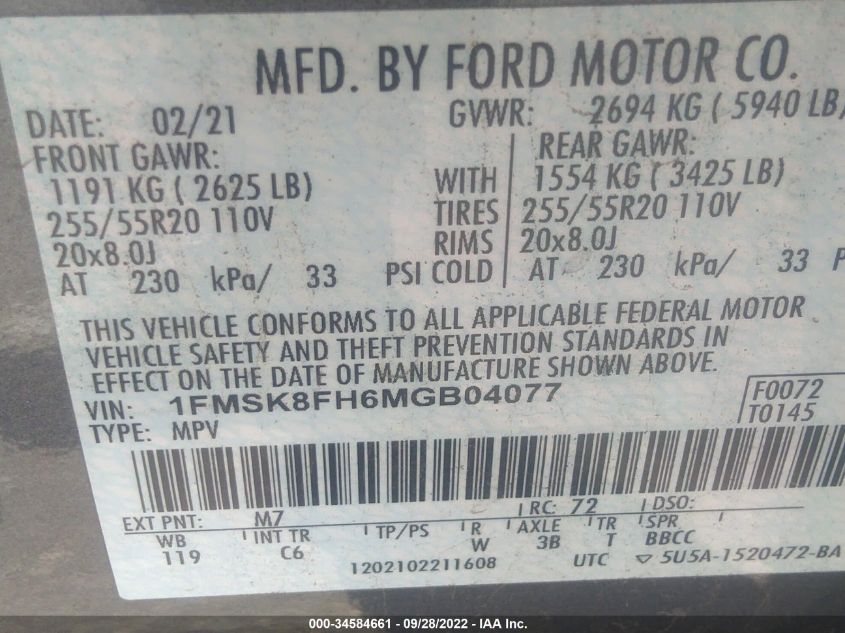 MFD. BY FORD MOTOR CO.
DATE: 02/21 GVWR: 2694 KG ( 5940 LB)
FRONT GAWR: REAR GAWR:
1191 KG ( 2625 LB) WITH 1554 KG ( 3425 LB)
255/55R20 110V TIRES 255/55R20 110V
20x8.0J RIMS 20x8.0J
AT 230 kPa/ 33 PSI COLD AT 230 kPa/ 33 P
THIS VEHICLE CONFORMS TO ALL APPLICABLE FEDERAL MOTOR
VEHICLE SAFETY AND THEFT PREVENTION STANDARDS IN
EFFECT ON THE DATE OF MANUFACTURE SHOWN ABOVE.
VIN: 1FMSK8FH6MGB04077 F0072
TYPE: MPV T0145
EXT PNT: M7 RC: 72 DSO:
WB INT TR TP/PS R AXLE TR SPR
119 C6 W 3B T BBCC
1202102211608 UTC ▽ 5U5A-1520472-BA
000-34584661 - 09/28/2022 - IAA Inc.